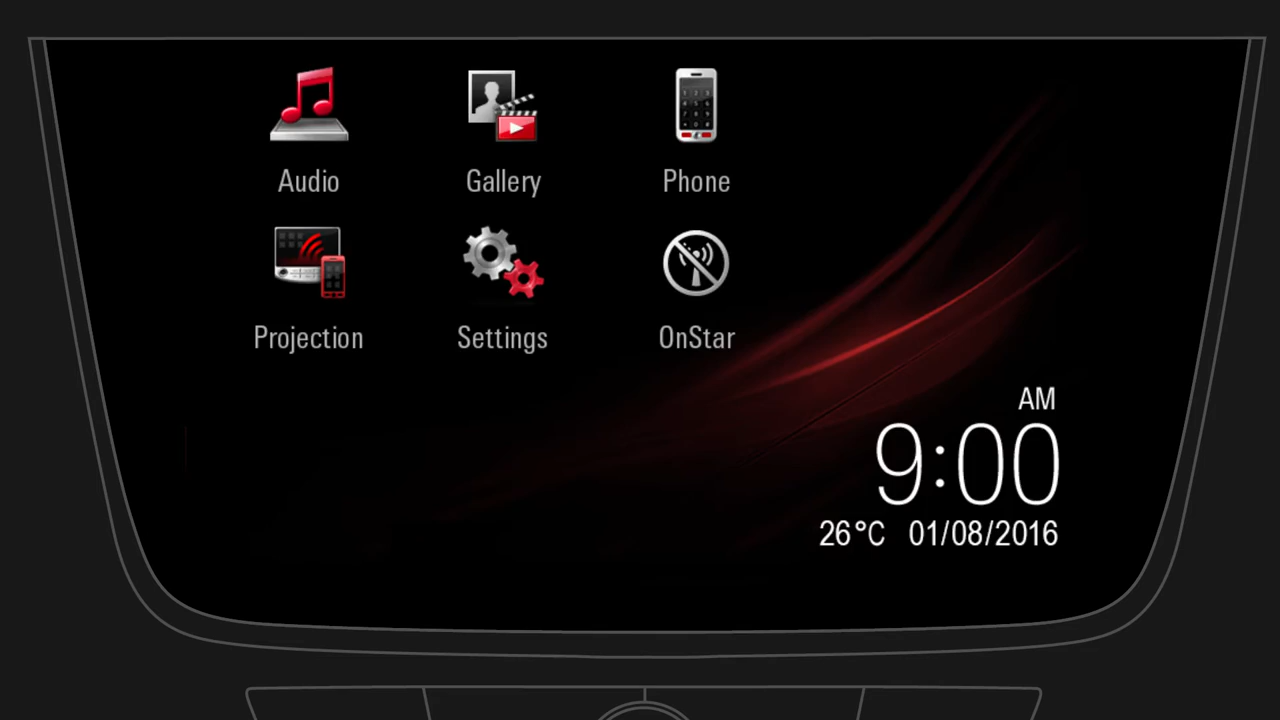 Audio Gallery Phone
Projection Settings OnStar
AM
9:00
26°C 01/08/2016